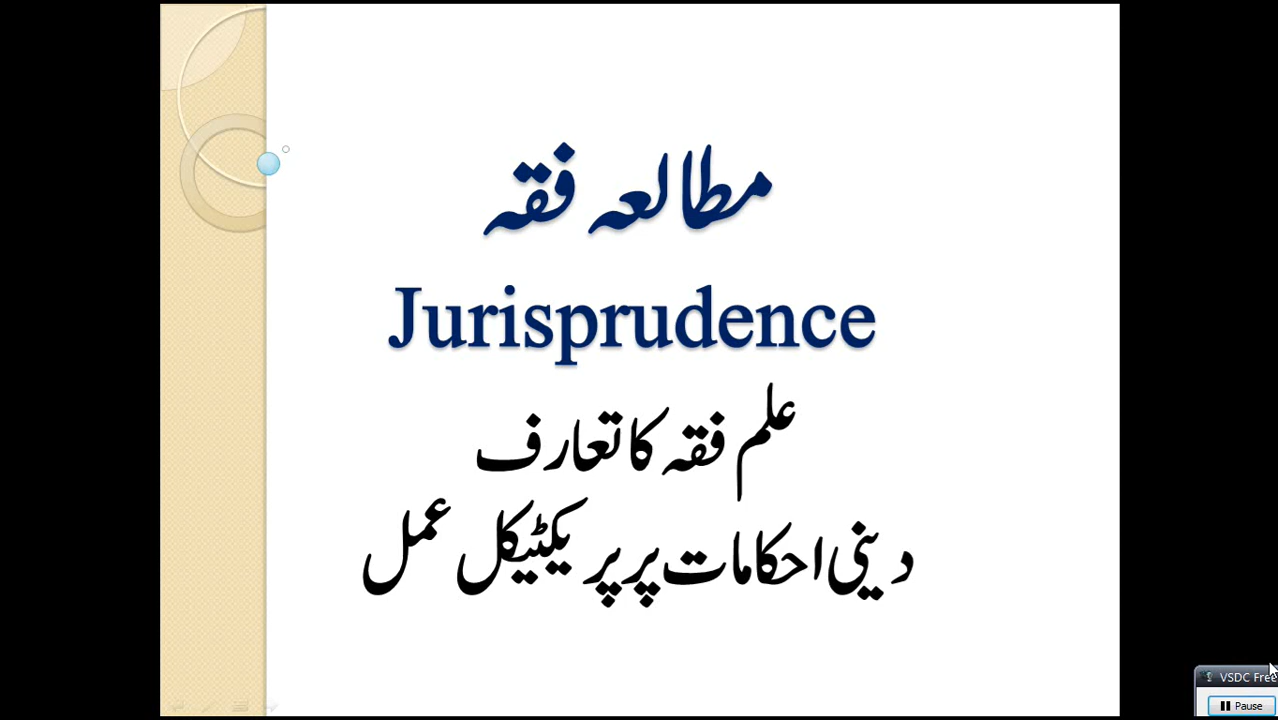 مطالعہ فقہ
Jurisprudence
علم فقہ کا تعارف
دینی احکامات پر پریکٹیکل عمل
VSDC Free
Pause